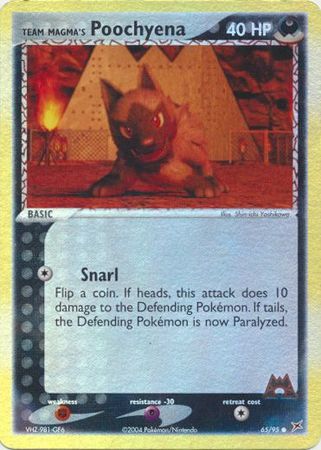 TEAM MAGMA'S Poochyena 40 HP
BASIC
Illus. Shin-ichi Yoshikawa
Snarl
Flip a coin. If heads, this attack does 10
damage to the Defending Pokémon. If tails,
the Defending Pokémon is now Paralyzed.
weakness resistance -30 retreat cost
VHZ-981-GF6 ©2004 Pokémon/Nintendo 65/95